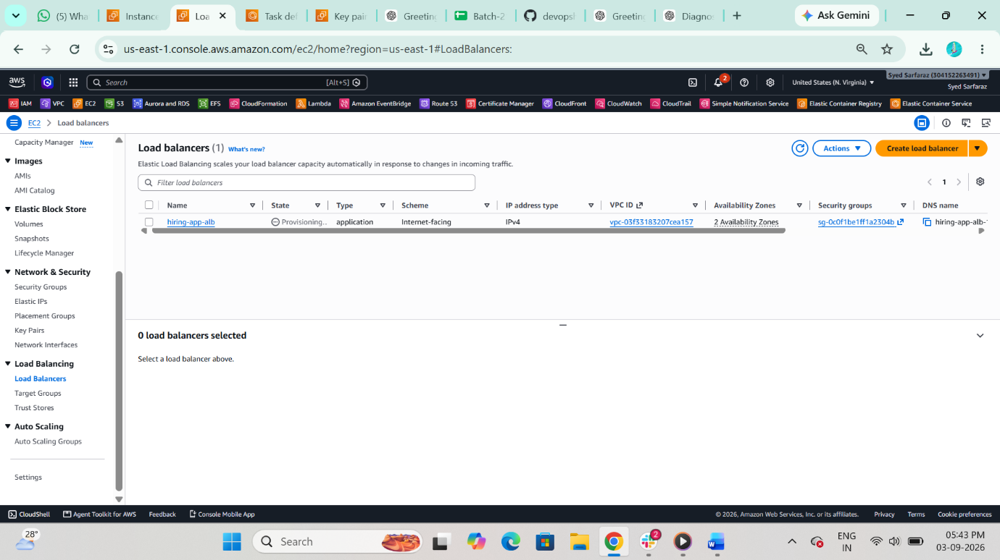 (5) Wha
Instance
Loa
Task def
Key pair
Greeting
Batch-2
devopsh
Greeting
Diagnos
Ask Gemini
us-east-1.console.aws.amazon.com/ec2/home?region=us-east-1#LoadBalancers:
aws
Search
[Alt+S]
2
United States (N. Virginia)
Syed Sarfaraz (304152263491)
Syed Sarfaraz
IAM VPC EC2 S3 Aurora and RDS EFS CloudFormation Lambda Amazon EventBridge Route 53 Certificate Manager CloudFront CloudWatch CloudTrail Simple Notification Service Elastic Container Registry Elastic Container Service
EC2 Load balancers
Capacity Manager New
Images
AMIs
AMI Catalog
Elastic Block Store
Volumes
Snapshots
Lifecycle Manager
Network & Security
Security Groups
Elastic IPs
Placement Groups
Key Pairs
Network Interfaces
Load Balancing
Load Balancers
Target Groups
Trust Stores
Auto Scaling
Auto Scaling Groups
Settings
Load balancers (1) What's new?
Actions
Create load balancer
Elastic Load Balancing scales your load balancer capacity automatically in response to changes in incoming traffic.
Filter load balancers
1
Name State Type Scheme IP address type VPC ID Availability Zones Security groups DNS name
hiring-app-alb Provisioning... application Internet-facing IPv4 vpc-03f33183207cea157 2 Availability Zones sg-0c0f1be1ff1a2304b hiring-app-alb-
0 load balancers selected
Select a load balancer above.
CloudShell Agent Toolkit for AWS Feedback Console Mobile App
© 2026, Amazon Web Services, Inc. or its affiliates. Privacy Terms Cookie preferences
28°
Search
2
ENG
IN
05:43 PM
03-09-2026